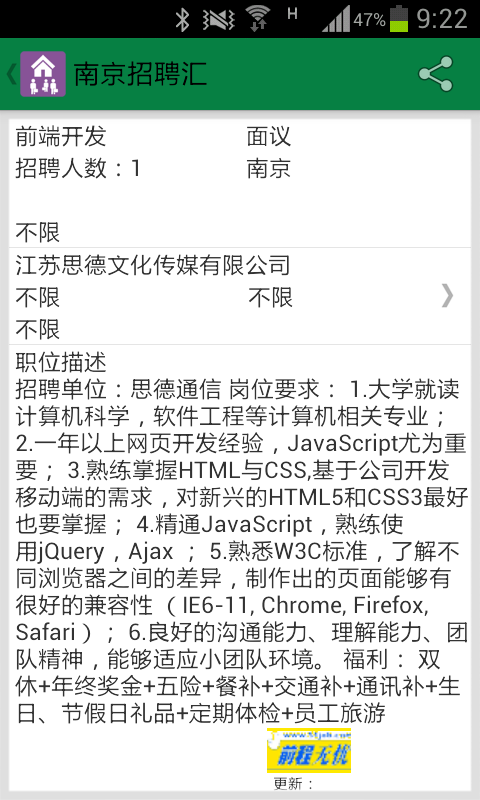 H 47% 9:22
南京招聘汇
前端开发 面议
招聘人数：1 南京
不限
江苏思德文化传媒有限公司
不限 不限
不限
职位描述
招聘单位：思德通信 岗位要求： 1.大学就读
计算机科学，软件工程等计算机相关专业；
2.一年以上网页开发经验，JavaScript尤为重
要； 3.熟练掌握HTML与CSS,基于公司开发
移动端的需求，对新兴的HTML5和CSS3最好
也要掌握； 4.精通JavaScript，熟练使
用jQuery，Ajax ； 5.熟悉W3C标准，了解不
同浏览器之间的差异，制作出的页面能够有
很好的兼容性 （IE6-11, Chrome, Firefox,
Safari）； 6.良好的沟通能力、理解能力、团
队精神，能够适应小团队环境。 福利： 双
休+年终奖金+五险+餐补+交通补+通讯补+生
日、节假日礼品+定期体检+员工旅游
www.51job.com
前程无忧
更新：